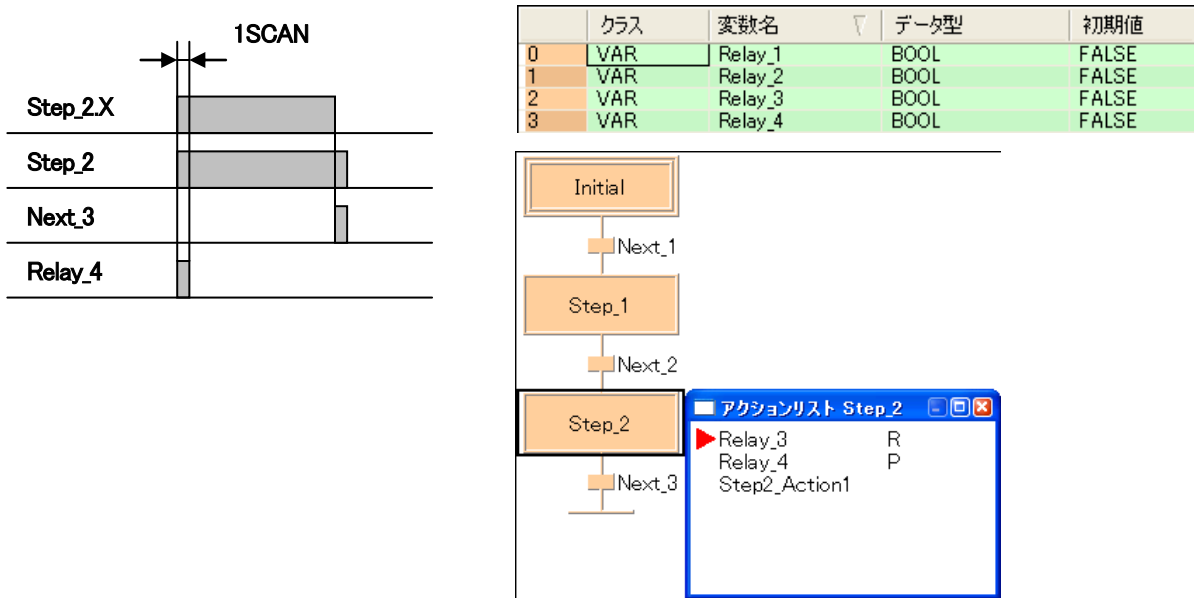 1SCAN
Step_2.X
Step_2
Next_3
Relay_4
クラス 変数名 データ型 初期値
0 VAR Relay_1 BOOL FALSE
1 VAR Relay_2 BOOL FALSE
2 VAR Relay_3 BOOL FALSE
3 VAR Relay_4 BOOL FALSE
Initial
Next_1
Step_1
Next_2
Step_2
Next_3
アクションリスト Step_2
Relay_3 R
Relay_4 P
Step2_Action1